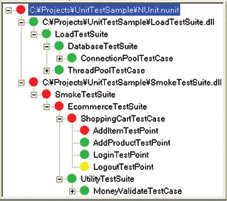 C:¥Projects¥UnitTestSample¥NUnit.nunit
C:¥Projects¥UnitTestSample¥LoadTestSuite.dll
LoadTestSuite
DatabaseTestSuite
ConnectionPoolTestCase
ThreadPoolTestCase
C:¥Projects¥UnitTestSample¥SmokeTestSuite.dll
SmokeTestSuite
EcommerceTestSuite
ShoppingCartTestCase
AddItemTestPoint
AddProductTestPoint
LoginTestPoint
LogoutTestPoint
UtilityTestSuite
MoneyValidateTestCase